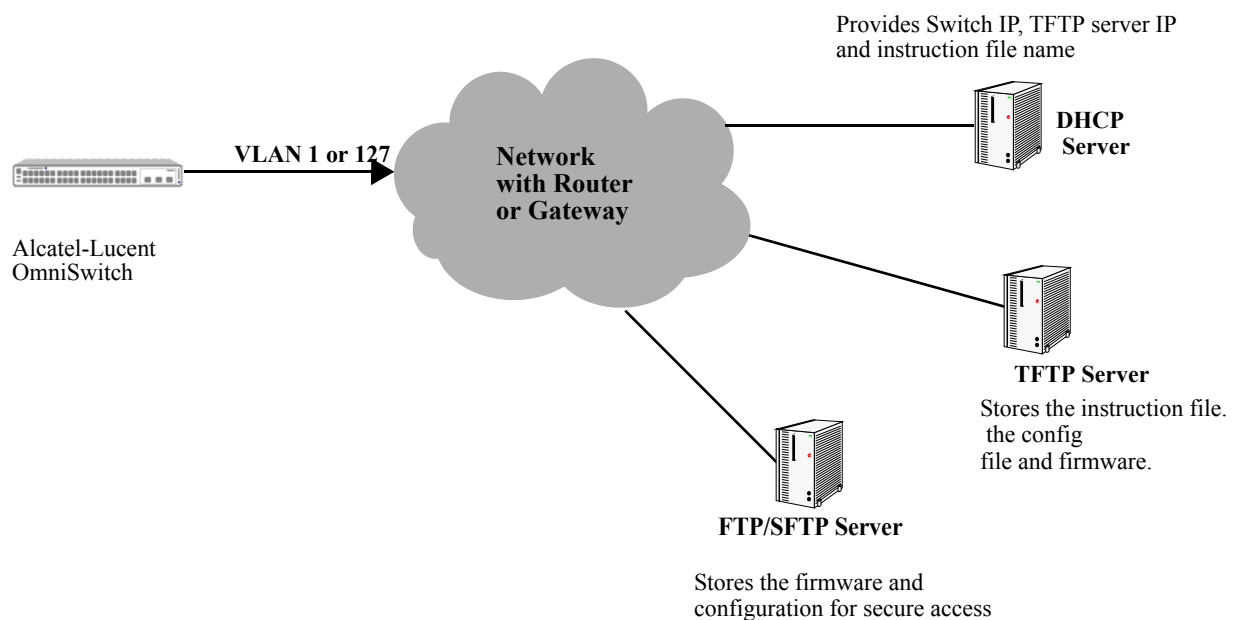 Provides Switch IP, TFTP server IP
and instruction file name
DHCP
Server
VLAN 1 or 127
Network
with Router
or Gateway
Alcatel-Lucent
OmniSwitch
TFTP Server
Stores the instruction file.
the config
file and firmware.
FTP/SFTP Server
Stores the firmware and
configuration for secure access